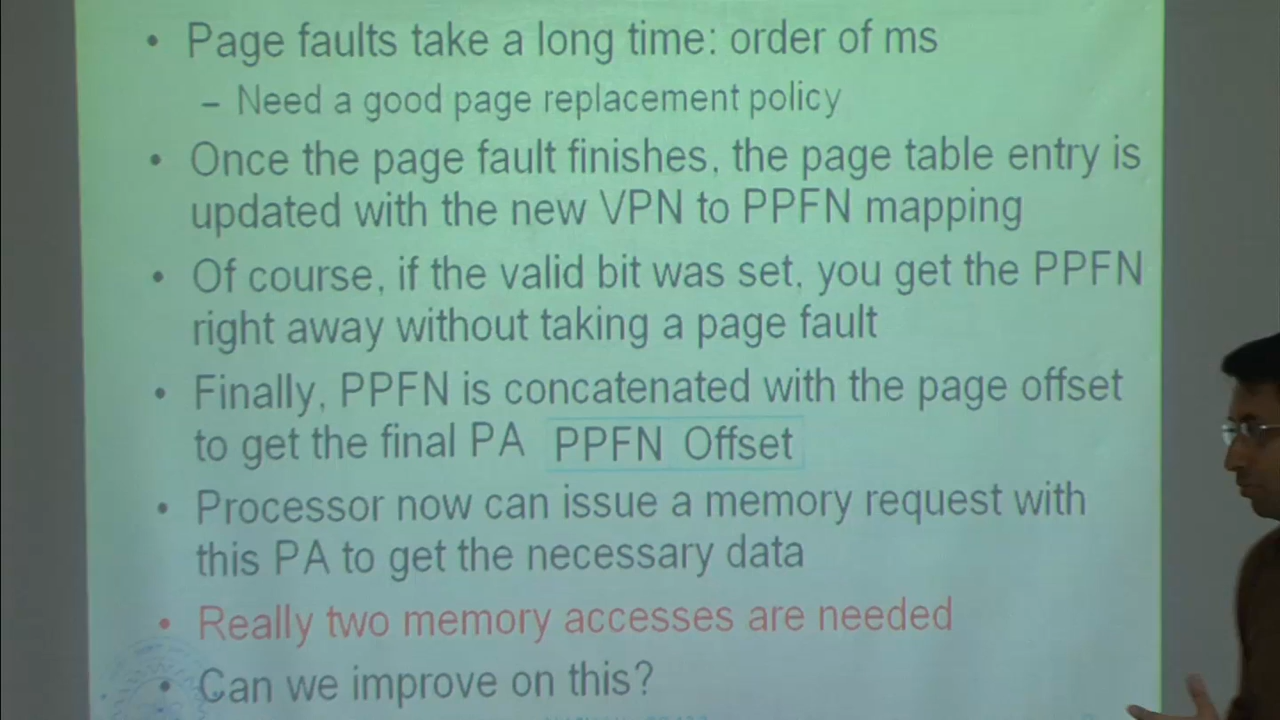 • Page faults take a long time: order of ms
– Need a good page replacement policy
• Once the page fault finishes, the page table entry is
updated with the new VPN to PPFN mapping
• Of course, if the valid bit was set, you get the PPFN
right away without taking a page fault
• Finally, PPFN is concatenated with the page offset
to get the final PA PPFN Offset
• Processor now can issue a memory request with
this PA to get the necessary data
• Really two memory accesses are needed
• Can we improve on this?